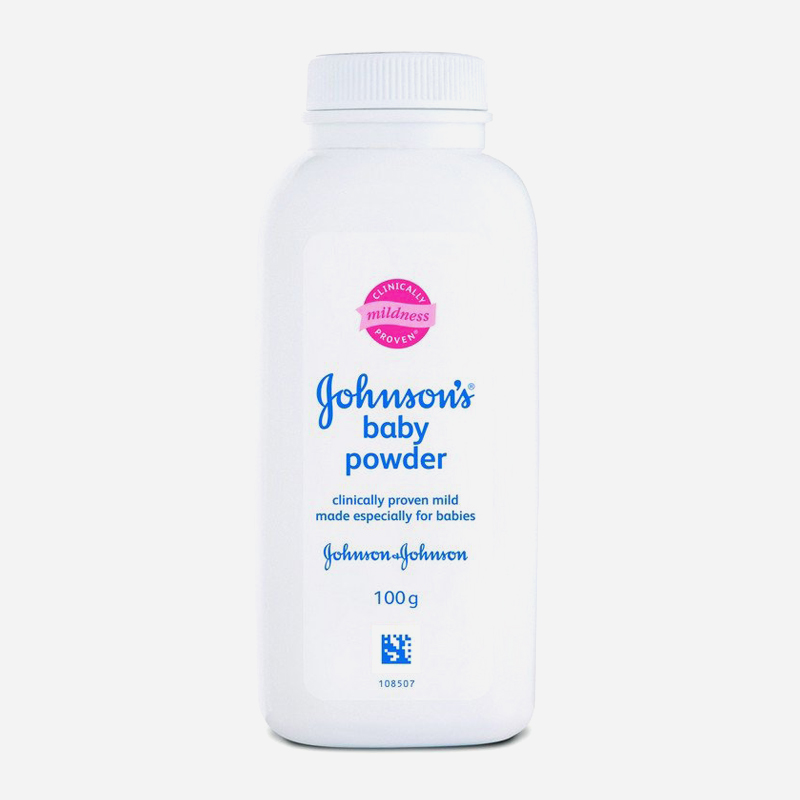 CLINICALLY
mildness
PROVEN®
Johnson's®
baby
powder
clinically proven mild
made especially for babies
Johnson+Johnson
100g
108507